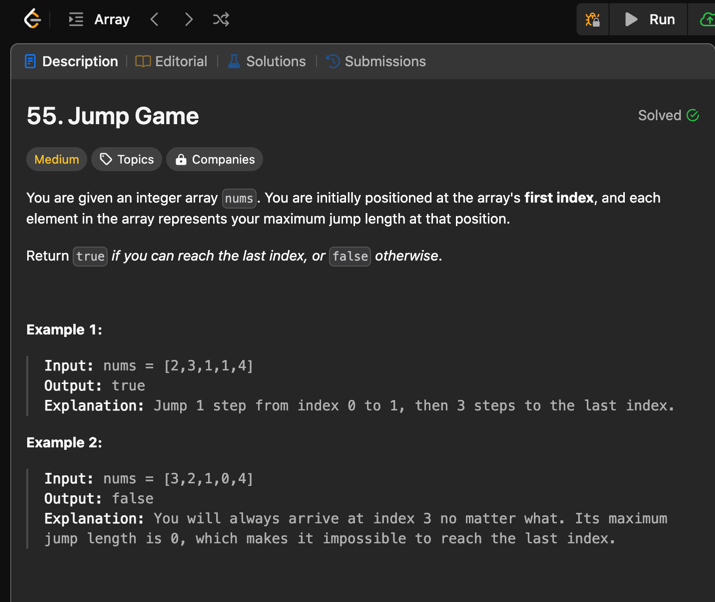 Array
Run
Description
Editorial
Solutions
Submissions
55. Jump Game
Solved
Medium
Topics
Companies
You are given an integer array nums. You are initially positioned at the array's first index, and each
element in the array represents your maximum jump length at that position.
Return true if you can reach the last index, or false otherwise.
Example 1:
Input: nums = [2,3,1,1,4]
Output: true
Explanation: Jump 1 step from index 0 to 1, then 3 steps to the last index.
Example 2:
Input: nums = [3,2,1,0,4]
Output: false
Explanation: You will always arrive at index 3 no matter what. Its maximum
jump length is 0, which makes it impossible to reach the last index.